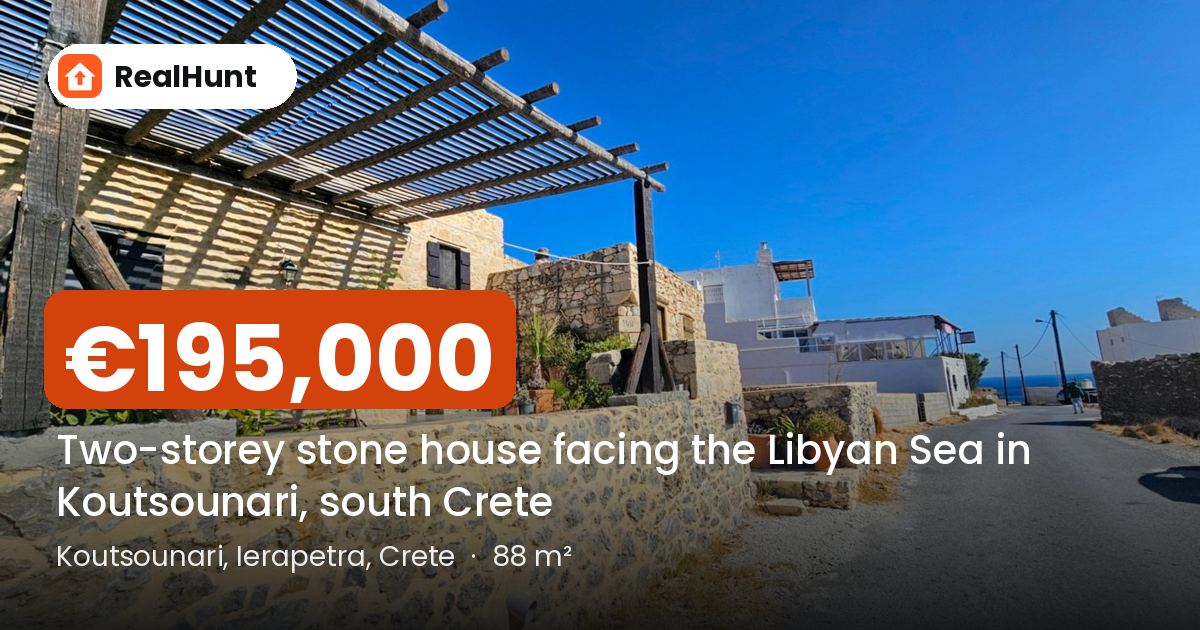 RealHunt
€195,000
Two-storey stone house facing the Libyan Sea in
Koutsounari, south Crete
Koutsounari, Ierapetra, Crete · 88 m²